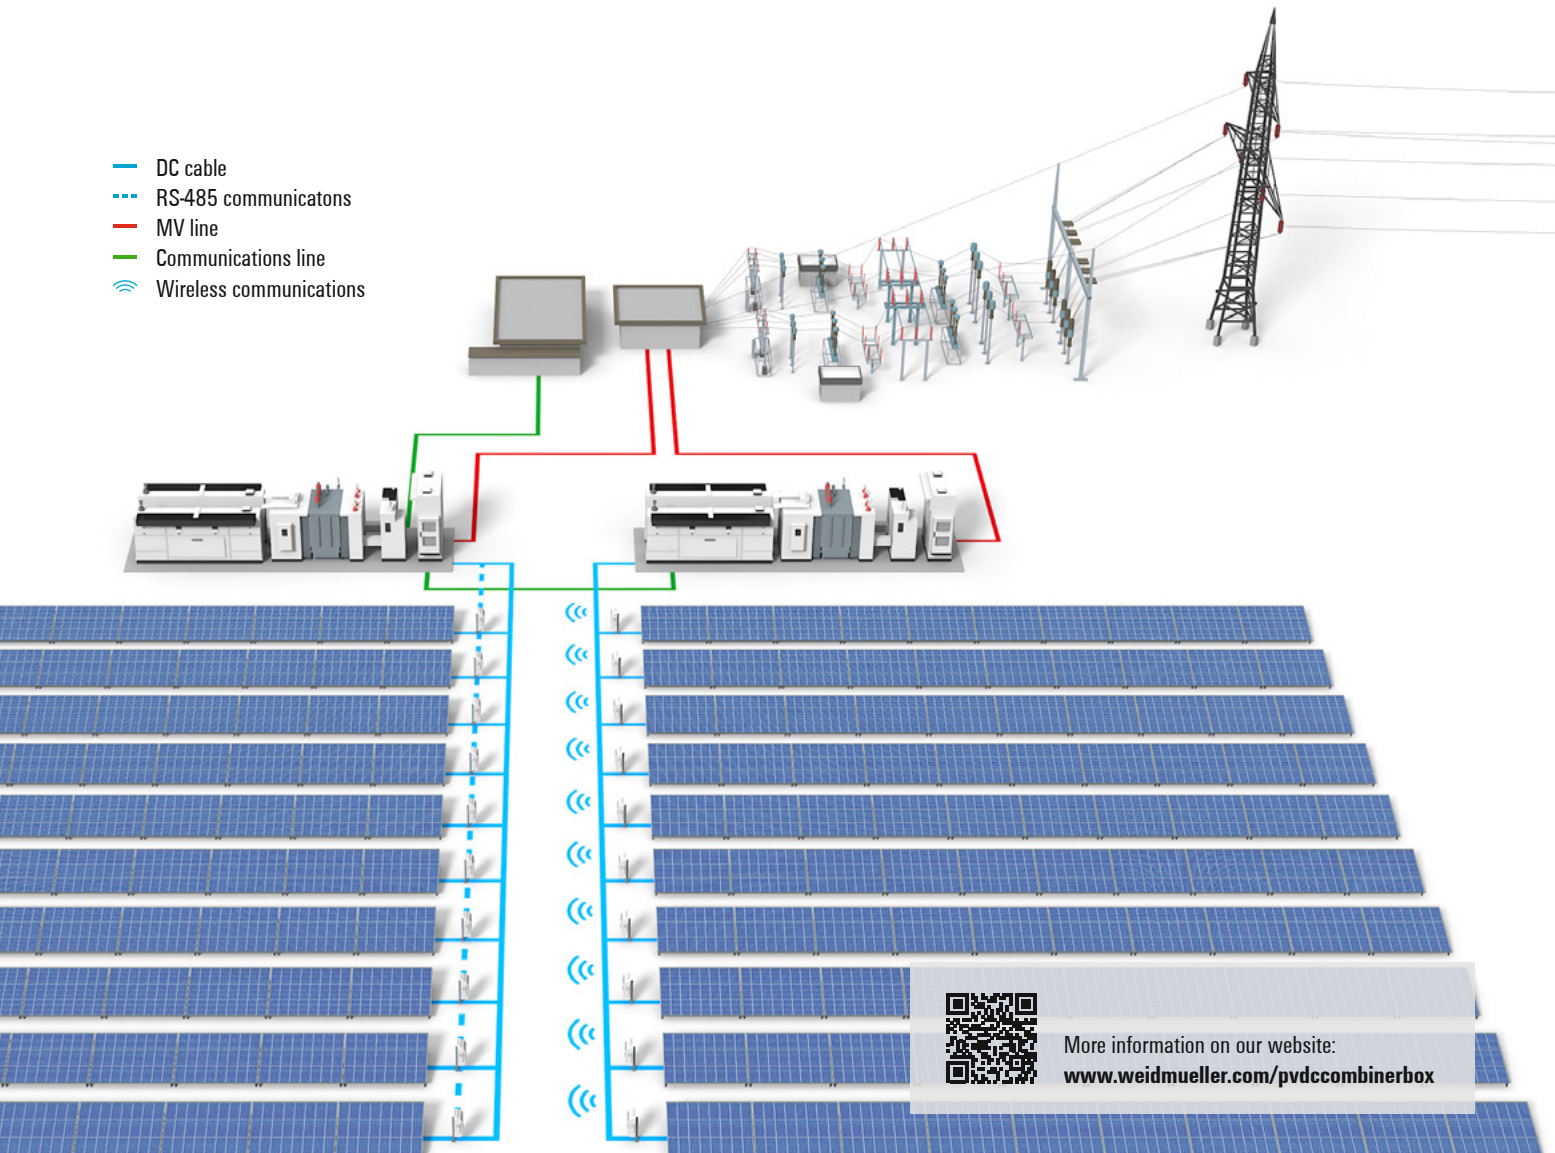 DC cable
RS-485 communicatons
MV line
Communications line
Wireless communications
More information on our website:
www.weidmueller.com/pvdccombinerbox